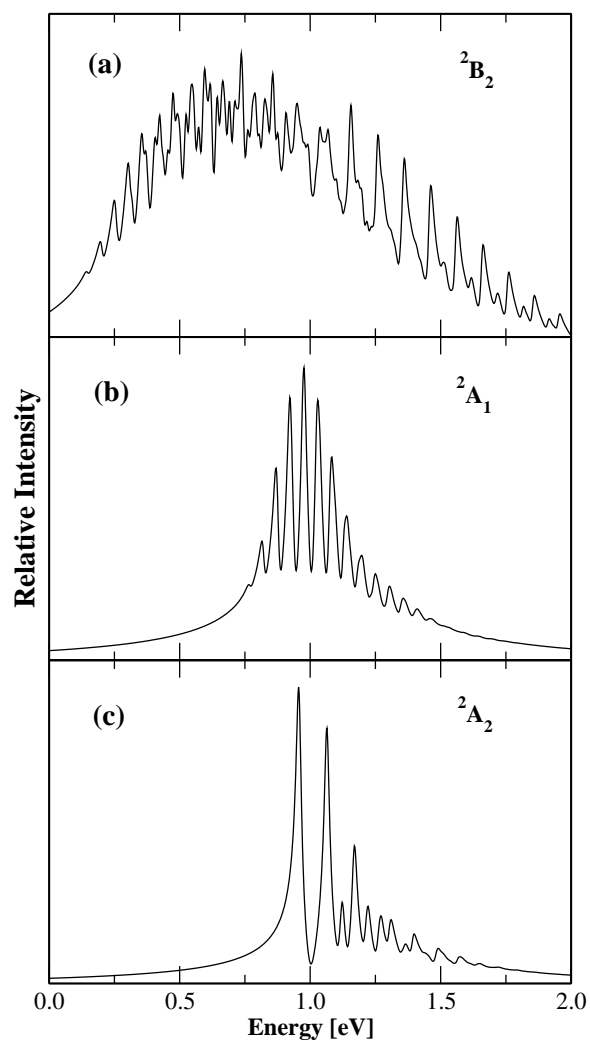 (a) ²B₂
(b) ²A₁
(c) ²A₂
Relative Intensity
0.0 0.5 1.0 1.5 2.0
Energy [eV]